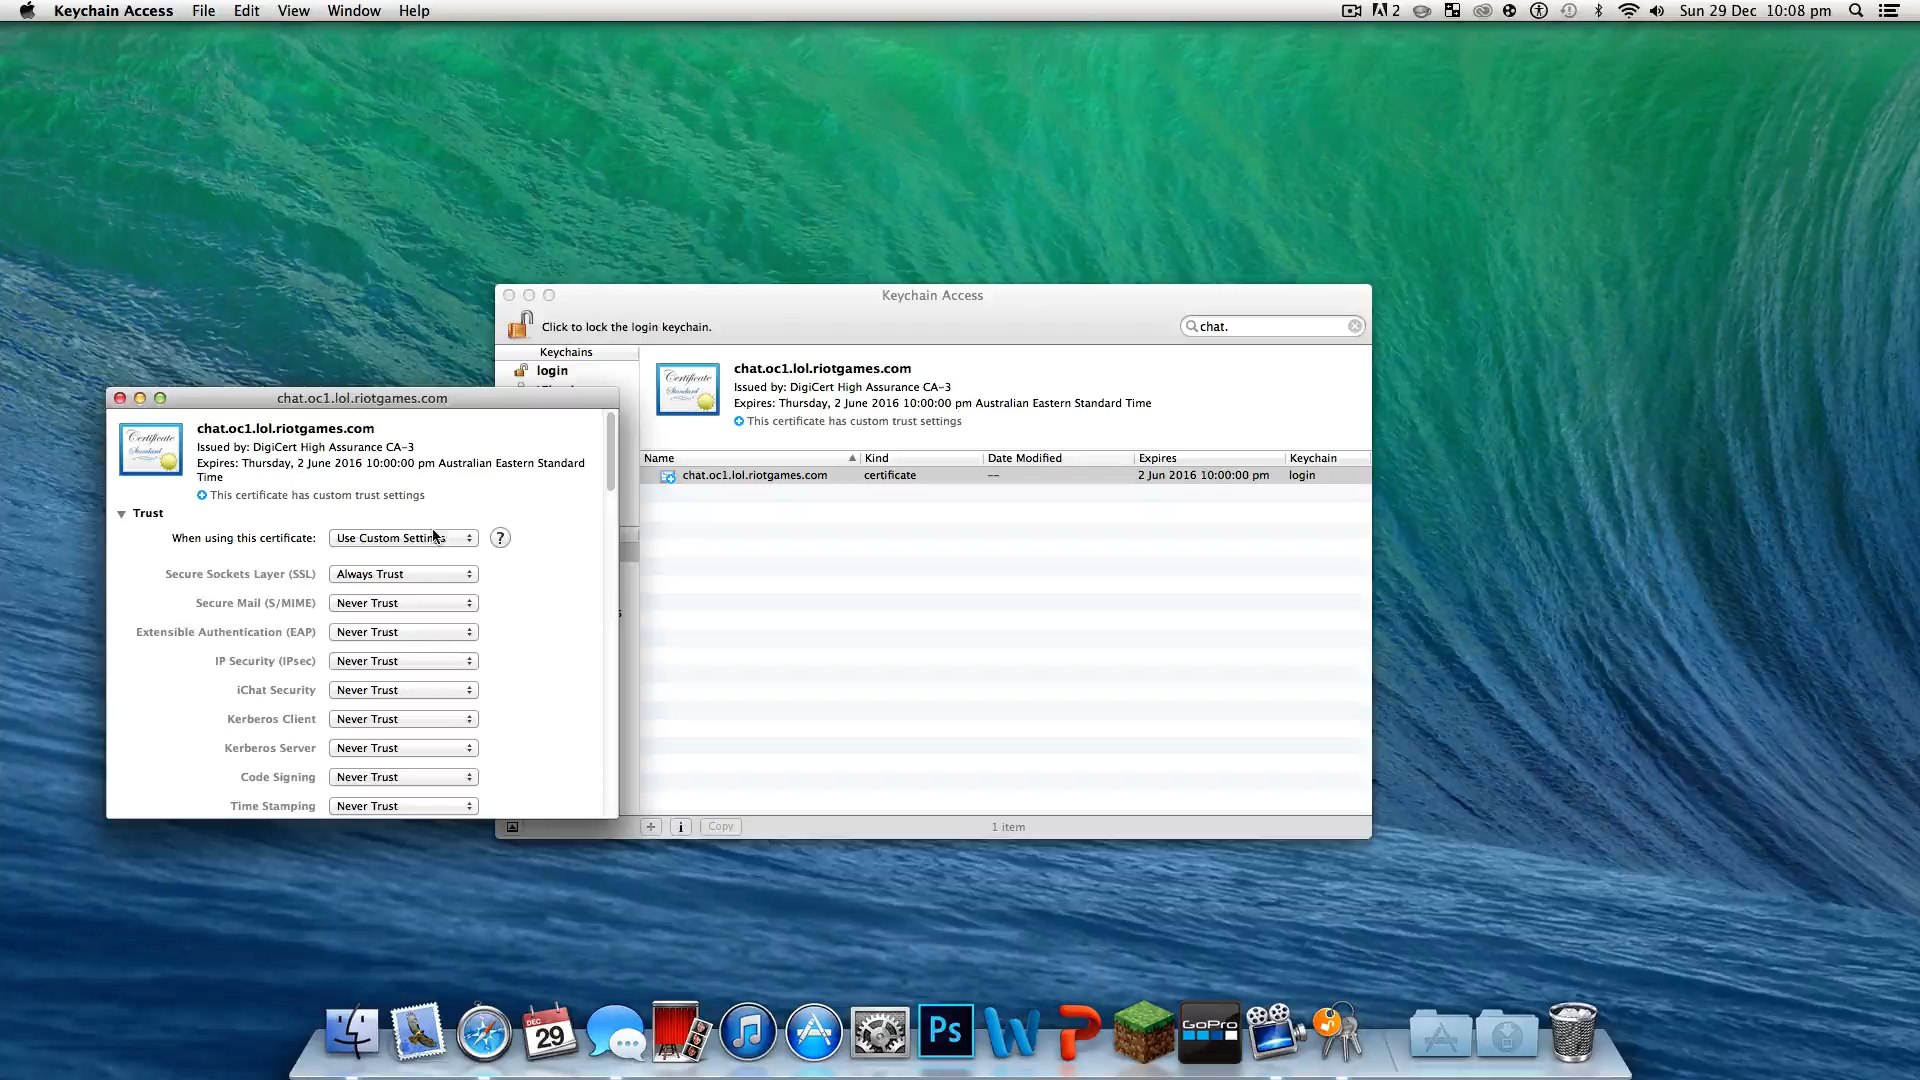 Keychain Access File Edit View Window Help
2 Sun 29 Dec 10:08 pm
Keychain Access
Click to lock the login keychain.
chat.
Keychains
login
chat.oc1.lol.riotgames.com
Issued by: DigiCert High Assurance CA-3
Expires: Thursday, 2 June 2016 10:00:00 pm Australian Eastern Standard Time
This certificate has custom trust settings
Name Kind Date Modified Expires Keychain
chat.oc1.lol.riotgames.com certificate -- 2 Jun 2016 10:00:00 pm login
Copy
1 item
chat.oc1.lol.riotgames.com
Certificate
Standard
chat.oc1.lol.riotgames.com
Issued by: DigiCert High Assurance CA-3
Expires: Thursday, 2 June 2016 10:00:00 pm Australian Eastern Standard
Time
This certificate has custom trust settings
Trust
When using this certificate: Use Custom Settings ?
Secure Sockets Layer (SSL) Always Trust
Secure Mail (S/MIME) Never Trust
Extensible Authentication (EAP) Never Trust
IP Security (IPsec) Never Trust
iChat Security Never Trust
Kerberos Client Never Trust
Kerberos Server Never Trust
Code Signing Never Trust
Time Stamping Never Trust
DEC
29
Ps
W
P
GoPro